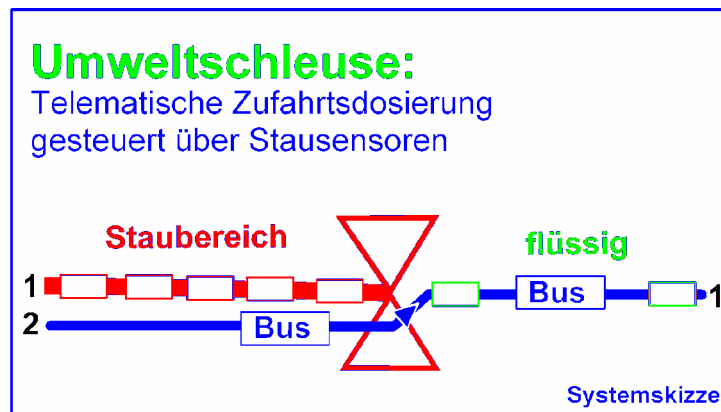 Umweltschleuse:
Telematische Zufahrtsdosierung
gesteuert über Stausensoren
Staubereich
flüssig
1
Bus
1
2
Bus
Systemskizze